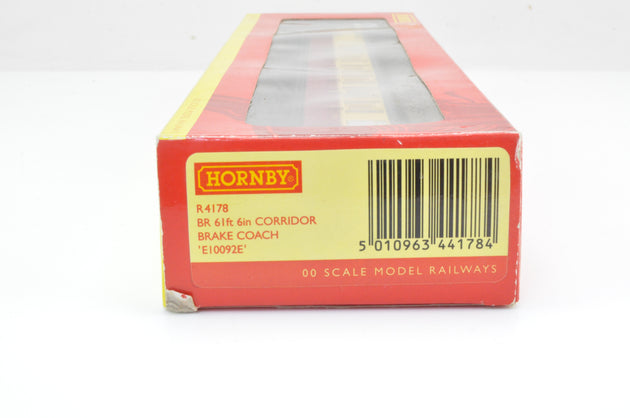 HORNBY®
R4178
BR 61ft 6in CORRIDOR
BRAKE COACH
'E10092E'
5 010963 441784
00 SCALE MODEL RAILWAYS